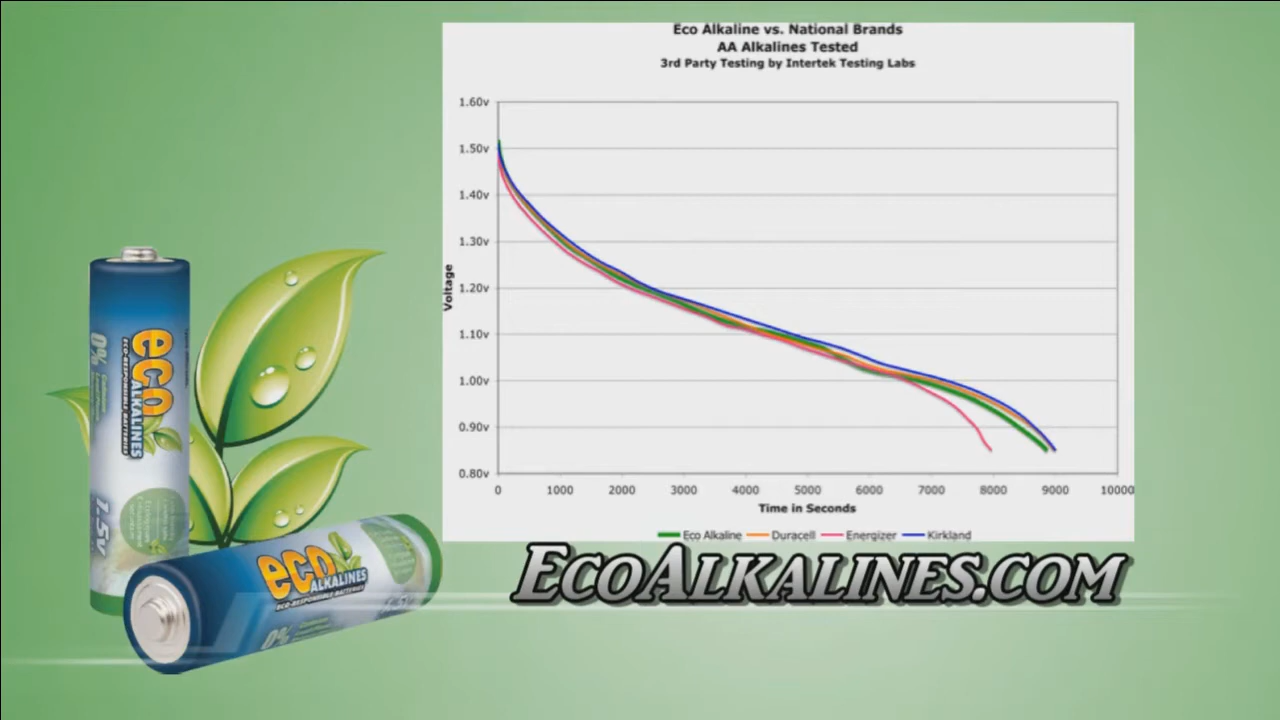 Eco Alkaline vs. National Brands
AA Alkalines Tested
3rd Party Testing by Intertek Testing Labs
1.60v
1.50v
1.40v
1.30v
1.20v
1.10v
1.00v
0.90v
0.80v
Voltage
0 1000 2000 3000 4000 5000 6000 7000 8000 9000 10000
Time in Seconds
Eco Alkaline Duracell Energizer Kirkland
EcoAlkalines.com
eco
ALKALINES
ECO-RESPONSIBLE BATTERIES
0%
1.5v
eco
ALKALINES
ECO-RESPONSIBLE BATTERIES
0%